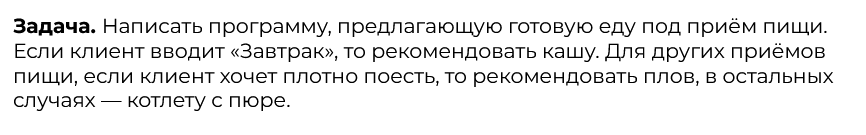 Задача. Написать программу, предлагающую готовую еду под приём пищи.
Если клиент вводит «Завтрак», то рекомендовать кашу. Для других приёмов
пищи, если клиент хочет плотно поесть, то рекомендовать плов, в остальных
случаях — котлету с пюре.